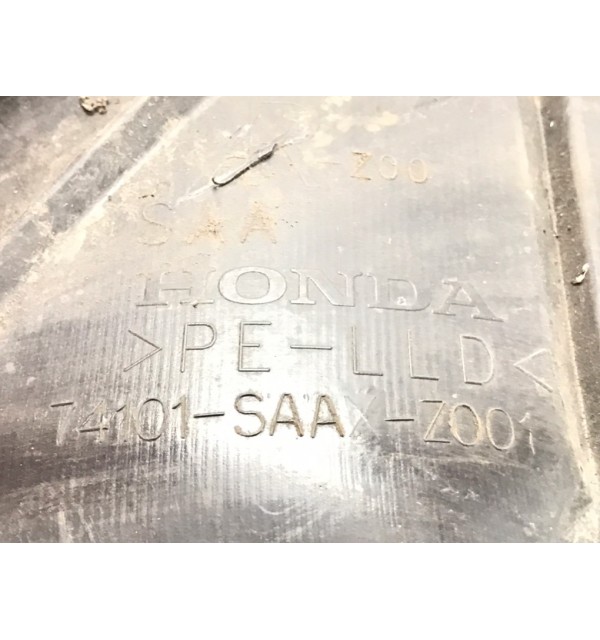 Z00
SAA
HONDA
>PE-LLD<
74101-SAAX-Z001